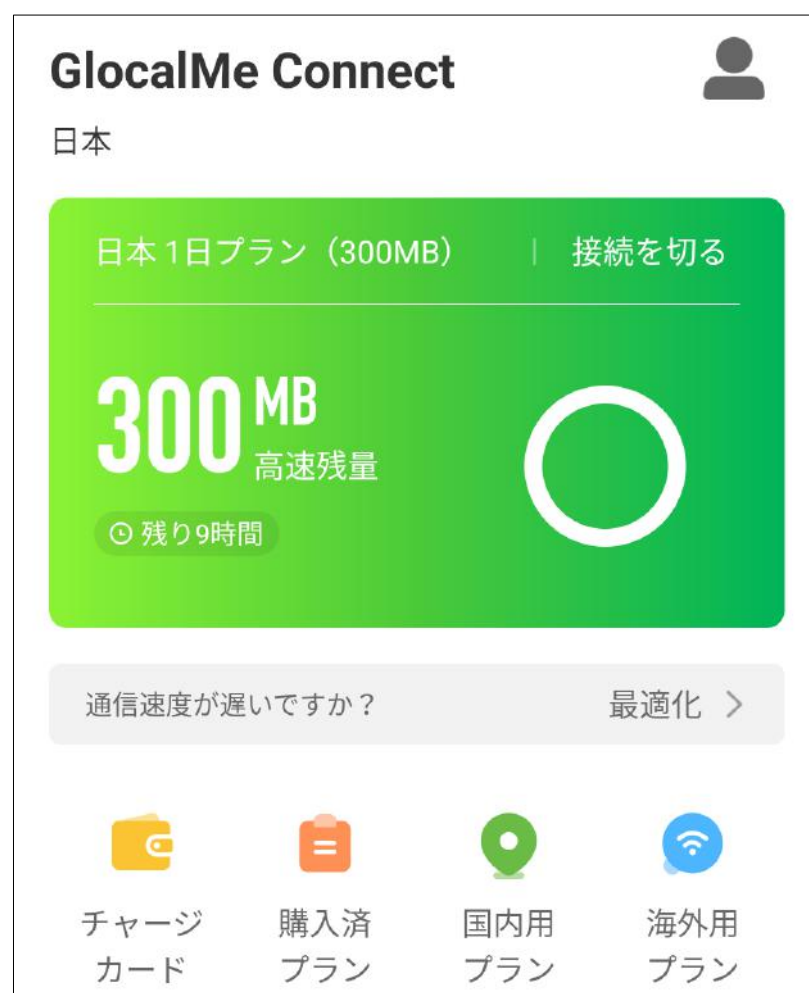 GlocalMe Connect
日本
日本 1日プラン（300MB） | 接続を切る
300 MB
高速残量
残り9時間
通信速度が遅いですか？ 最適化 >
チャージ 購入済 国内用 海外用
カード プラン プラン プラン